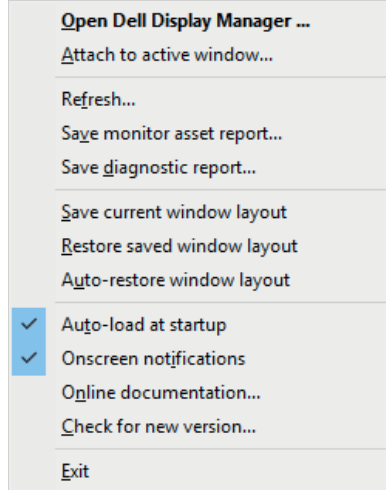 Open Dell Display Manager ...
Attach to active window...
Refresh...
Save monitor asset report...
Save diagnostic report...
Save current window layout
Restore saved window layout
Auto-restore window layout
Auto-load at startup
Onscreen notifications
Online documentation...
Check for new version...
Exit